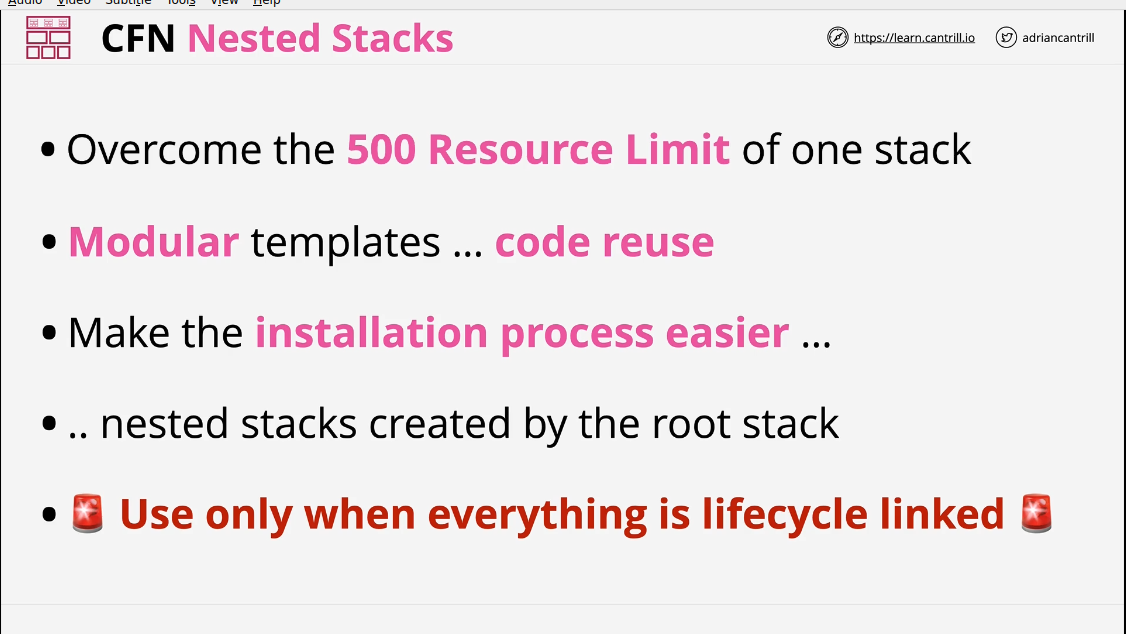 Audio Video Subtitle Tools View Help
CFN Nested Stacks
https://learn.cantrill.io
adriancantrill
• Overcome the 500 Resource Limit of one stack
• Modular templates ... code reuse
• Make the installation process easier ...
• .. nested stacks created by the root stack
• 🚨 Use only when everything is lifecycle linked 🚨